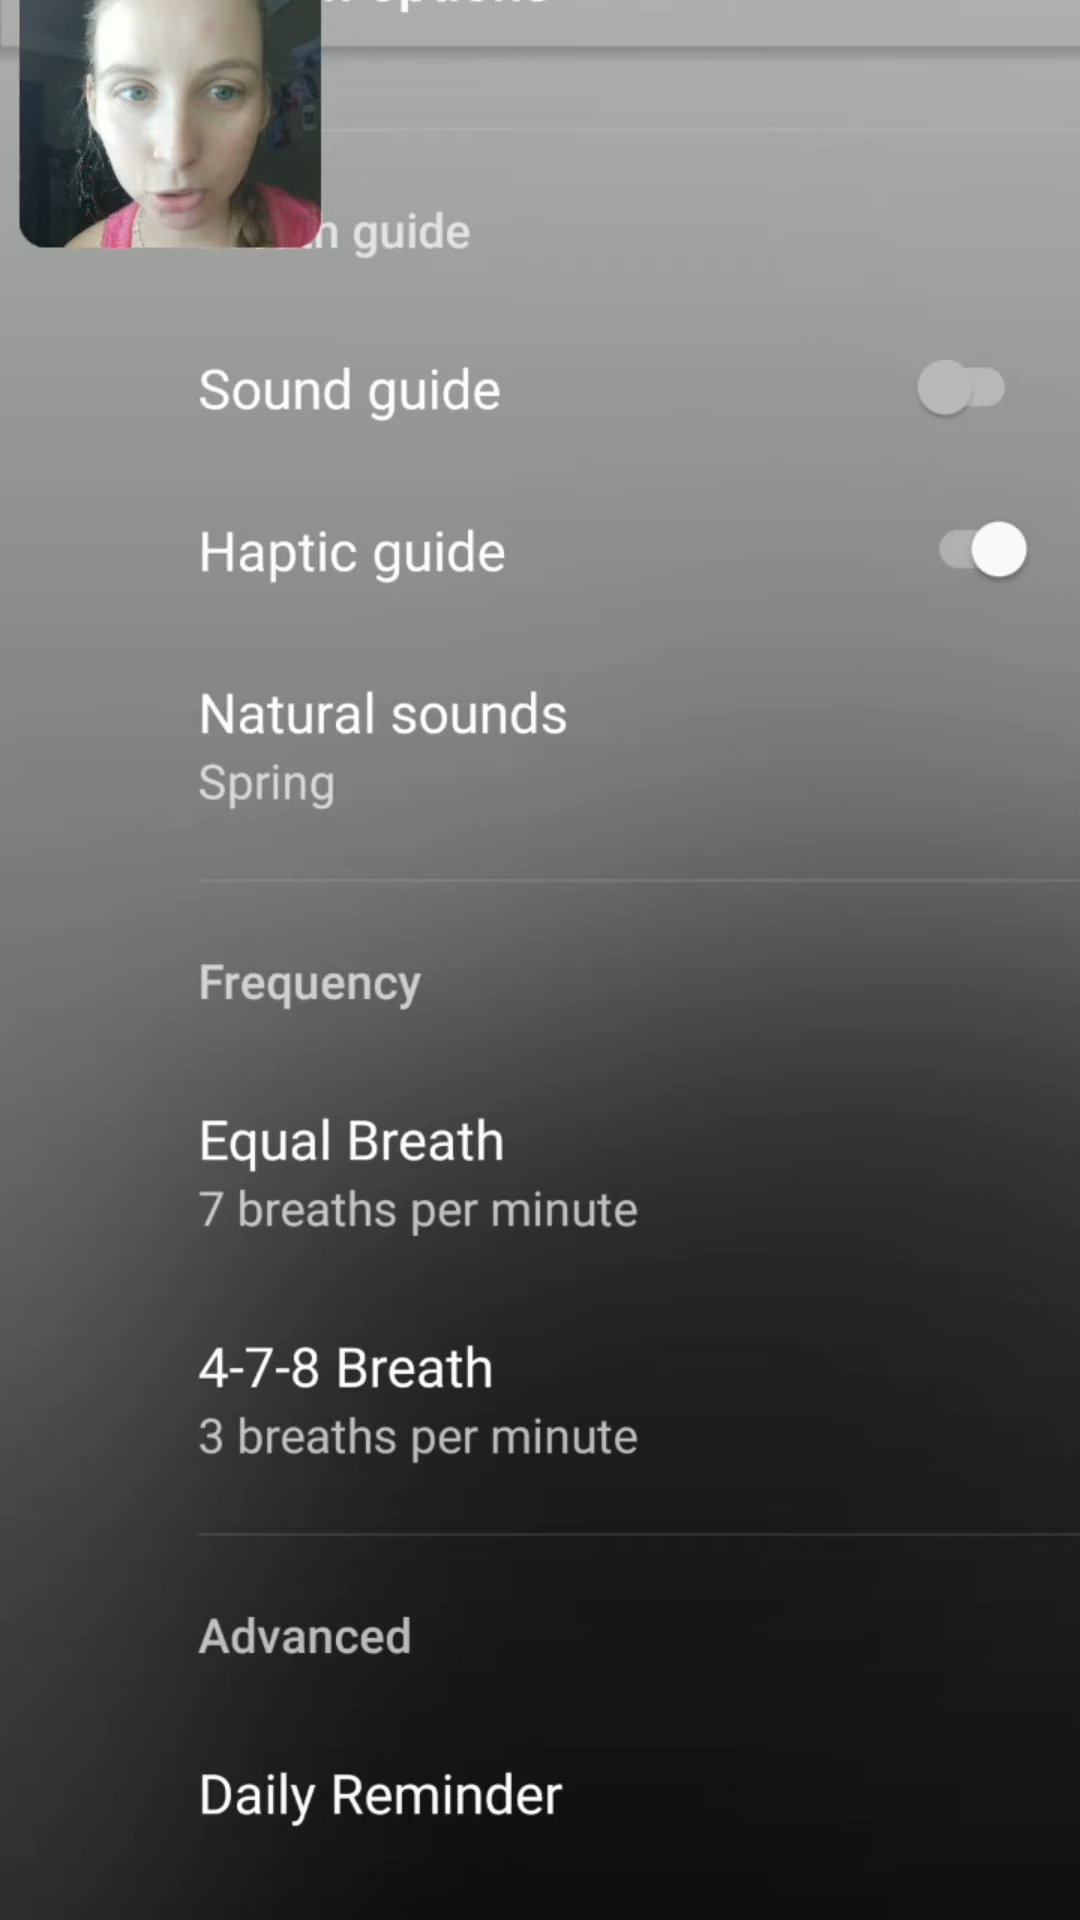 options
guide
Sound guide
Haptic guide
Natural sounds
Spring
Frequency
Equal Breath
7 breaths per minute
4-7-8 Breath
3 breaths per minute
Advanced
Daily Reminder